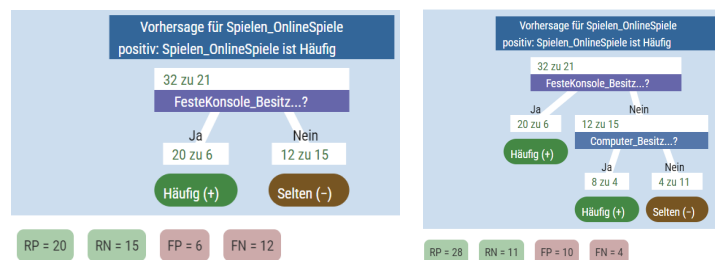 Vorhersage für Spielen_OnlineSpiele
positiv: Spielen_OnlineSpiele ist Häufig
32 zu 21
FesteKonsole_Besitz...?
Ja
Nein
20 zu 6
12 zu 15
Häufig (+)
Selten (−)
RP = 20
RN = 15
FP = 6
FN = 12
Vorhersage für Spielen_OnlineSpiele
positiv: Spielen_OnlineSpiele ist Häufig
32 zu 21
FesteKonsole_Besitz...?
Ja
Nein
20 zu 6
12 zu 15
Häufig (+)
Computer_Besitz...?
Ja
Nein
8 zu 4
4 zu 11
Häufig (+)
Selten (−)
RP = 28
RN = 11
FP = 10
FN = 4